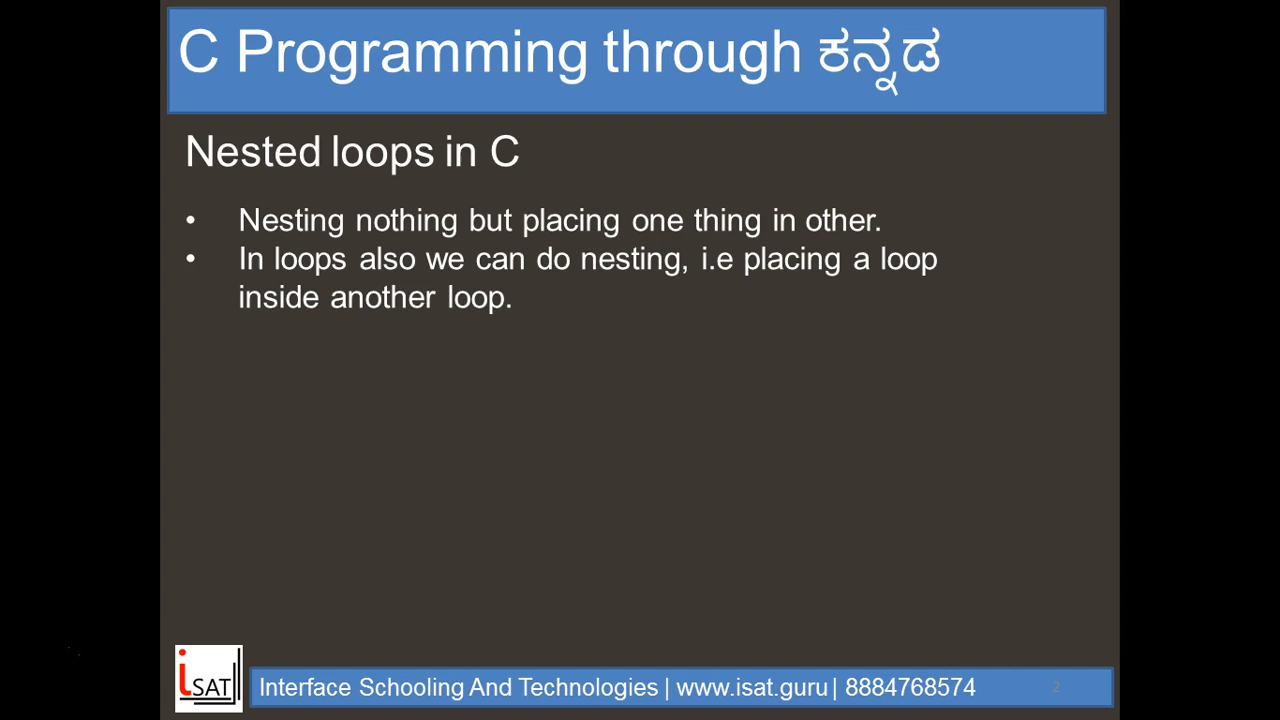 C Programming through ಕನ್ನಡ
Nested loops in C
• Nesting nothing but placing one thing in other.
• In loops also we can do nesting, i.e placing a loop
inside another loop.
iSAT
Interface Schooling And Technologies | www.isat.guru | 8884768574
2